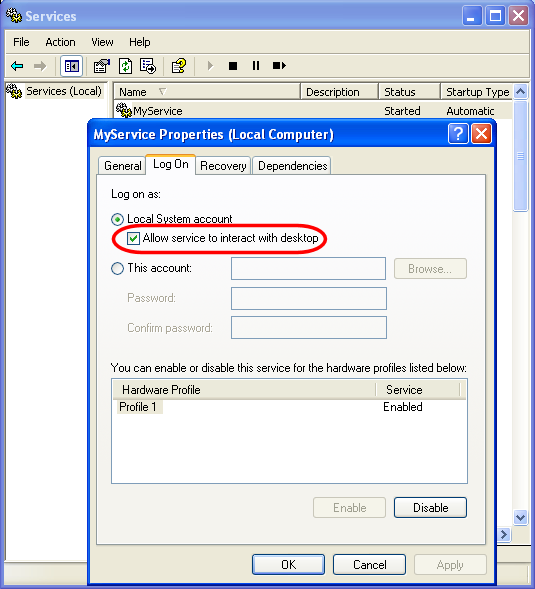 Services
File Action View Help
Services (Local)
Name Description Status Startup Type
MyService Started Automatic
MyService Properties (Local Computer)
General Log On Recovery Dependencies
Log on as:
Local System account
Allow service to interact with desktop
This account: Browse...
Password:
Confirm password:
You can enable or disable this service for the hardware profiles listed below:
Hardware Profile Service
Profile 1 Enabled
Enable Disable
OK Cancel Apply